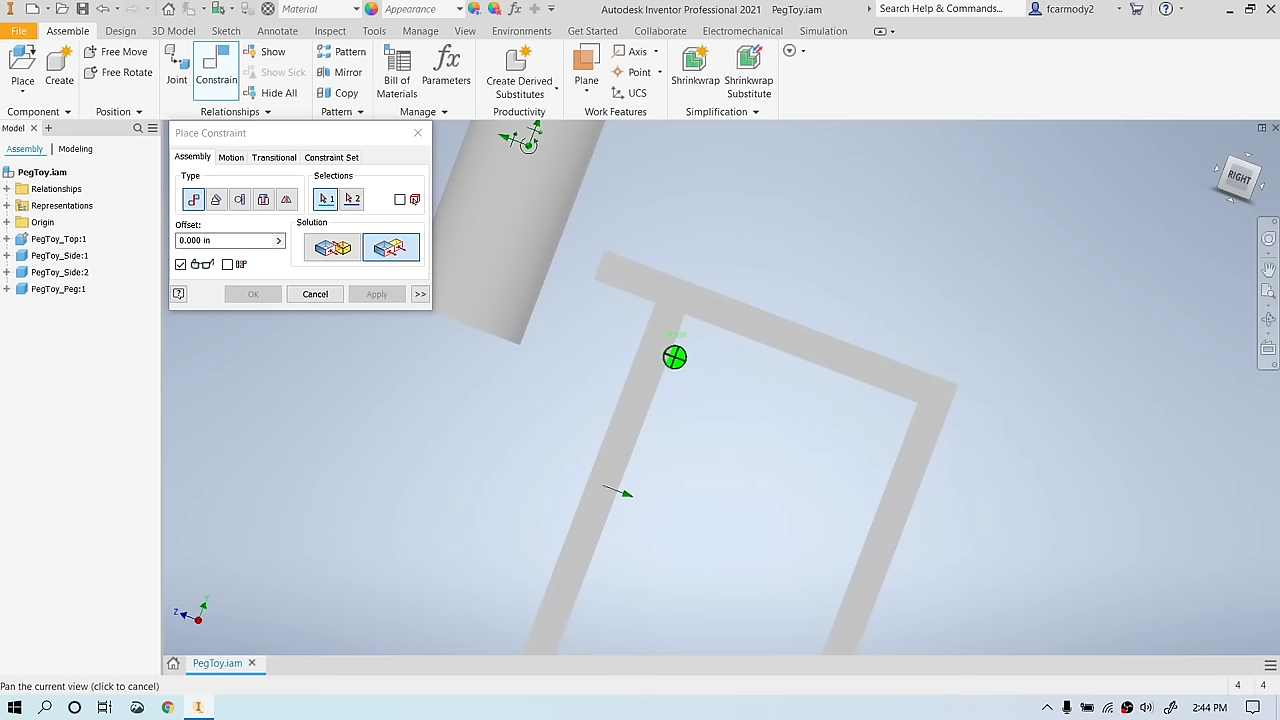 Material
Appearance
Autodesk Inventor Professional 2021 PegToy.iam
Search Help & Commands...
fcarmody2
File
Assembly
Design
3D Model
Sketch
Annotate
Inspect
Tools
Manage
View
Environments
Get Started
Collaborate
Electromechanical
Simulation
Place
Create
Free Move
Free Rotate
Joint
Constrain
Show
Show Sick
Hide All
Pattern
Mirror
Copy
Bill of Materials
fx
Parameters
Create Derived Substitutes
Plane
Axis
Point
UCS
Shrinkwrap
Shrinkwrap Substitute
Component
Position
Relationships
Pattern
Manage
Productivity
Work Features
Simplification
Model
Assembly
Modeling
PegToy.iam
Relationships
Representations
Origin
PegToy_Top:1
PegToy_Side:1
PegToy_Side:2
PegToy_Peg:1
Place Constraint
Assembly
Motion
Transitional
Constraint Set
Type
Selections
1
2
Offset:
0.000 in
Solution
OK
Cancel
Apply
>>
RIGHT
Z
Y
PegToy.iam
Pan the current view (click to cancel)
4
4
2:44 PM